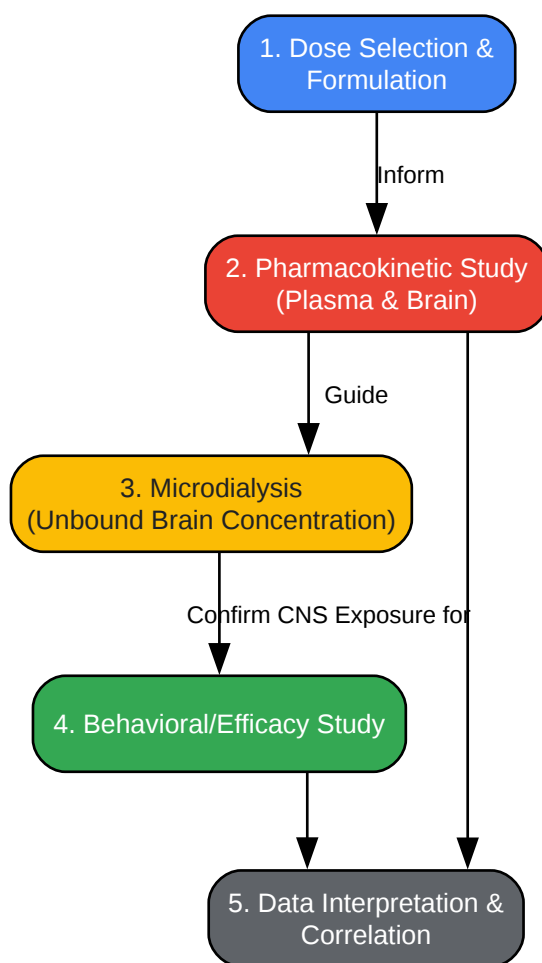 1. Dose Selection &
Formulation
Inform
2. Pharmacokinetic Study
(Plasma & Brain)
Guide
3. Microdialysis
(Unbound Brain Concentration)
Confirm CNS Exposure for
4. Behavioral/Efficacy Study
5. Data Interpretation &
Correlation